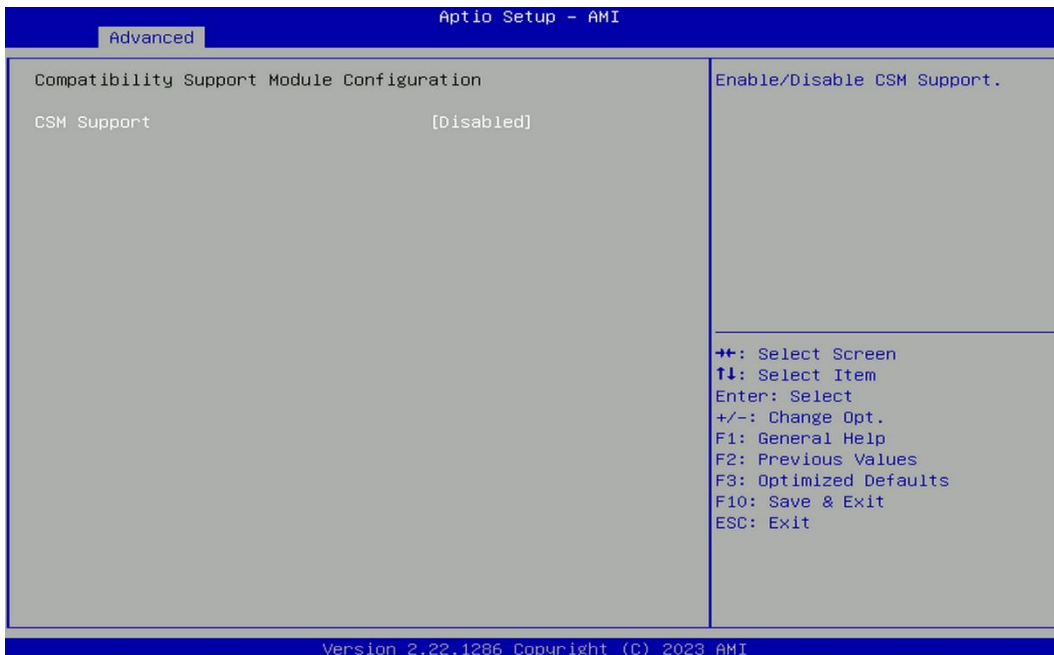 Aptio Setup – AMI
Advanced
Compatibility Support Module Configuration
CSM Support [Disabled]
Enable/Disable CSM Support.
→←: Select Screen
↑↓: Select Item
Enter: Select
+/-: Change Opt.
F1: General Help
F2: Previous Values
F3: Optimized Defaults
F10: Save & Exit
ESC: Exit
Version 2.22.1286 Copyright (C) 2023 AMI